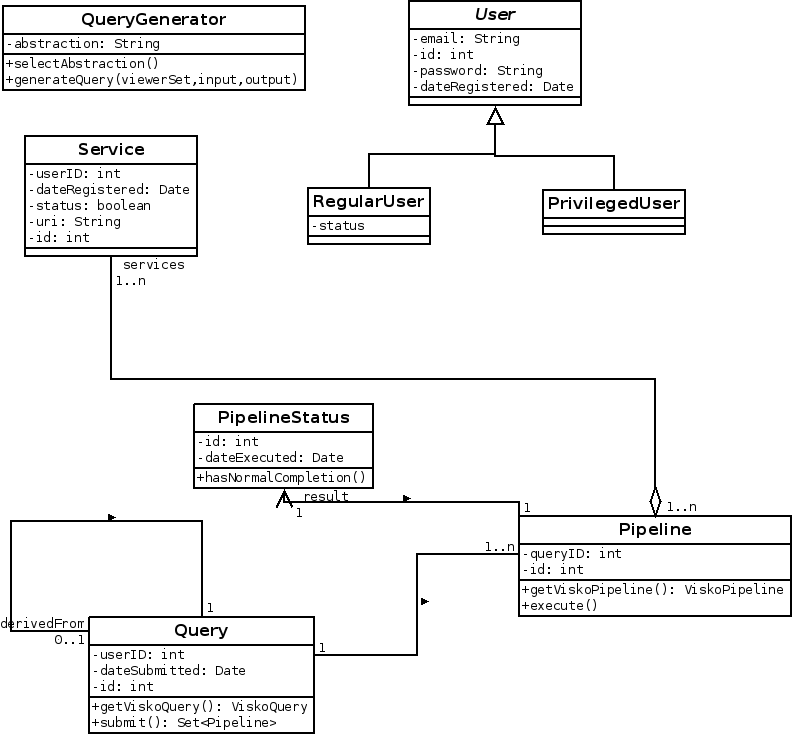 QueryGenerator
-abstraction: String
+selectAbstraction()
+generateQuery(viewerSet,input,output)
User
-email: String
-id: int
-password: String
-dateRegistered: Date
Service
-userID: int
-dateRegistered: Date
-status: boolean
-uri: String
-id: int
services
1..n
RegularUser
-status
PrivilegedUser
PipelineStatus
-id: int
-dateExecuted: Date
+hasNormalCompletion()
result
1
1
1..n
Pipeline
-queryID: int
-id: int
+getViskoPipeline(): ViskoPipeline
+execute()
1..n
1
derivedFrom
0..1
1
Query
-userID: int
-dateSubmitted: Date
-id: int
+getViskoQuery(): ViskoQuery
+submit(): Set<Pipeline>